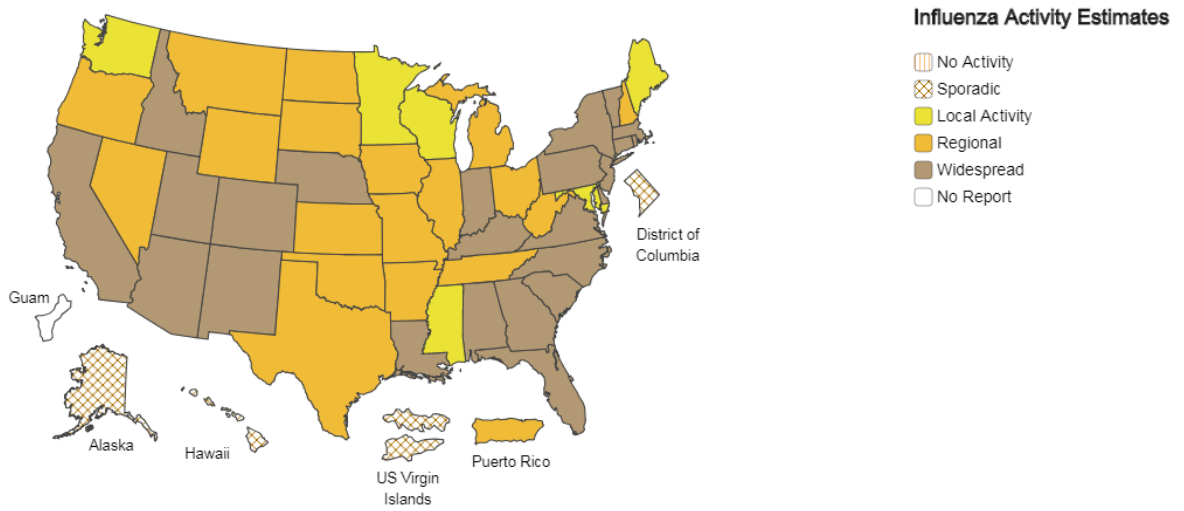 Influenza Activity Estimates
No Activity
Sporadic
Local Activity
Regional
Widespread
No Report
District of
Columbia
Guam
Alaska
Hawaii
US Virgin
Islands
Puerto Rico